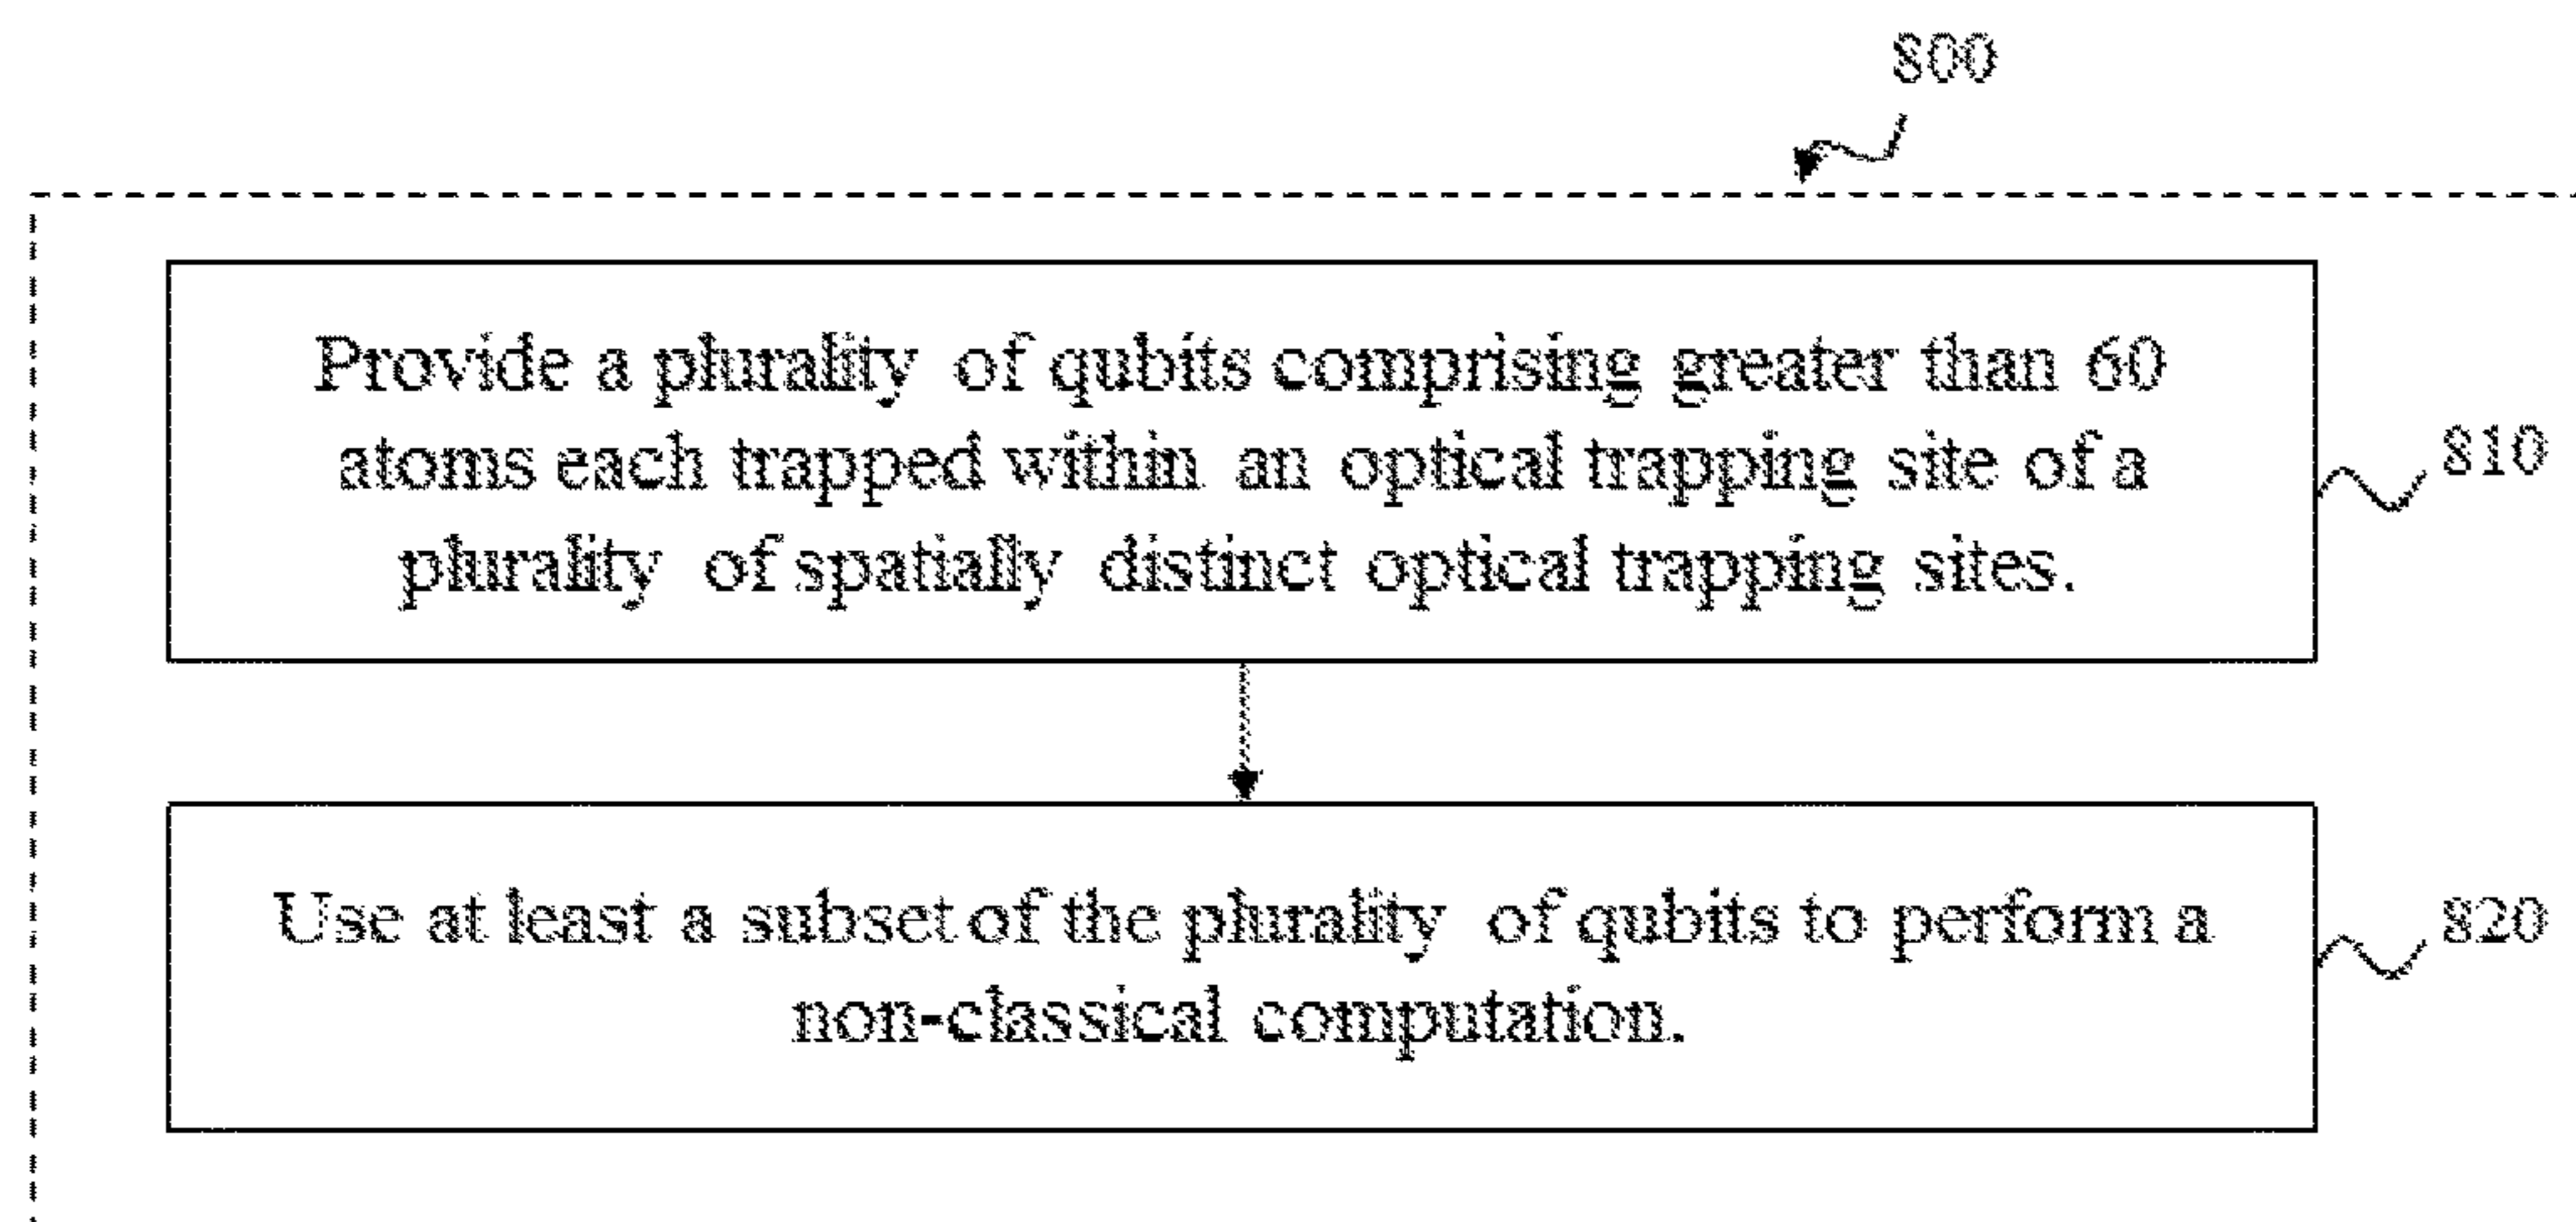 800
Provide a plurality of qubits comprising greater than 60
atoms each trapped within an optical trapping site of a
plurality of spatially distinct optical trapping sites.
810
Use at least a subset of the plurality of qubits to perform a
non-classical computation.
820